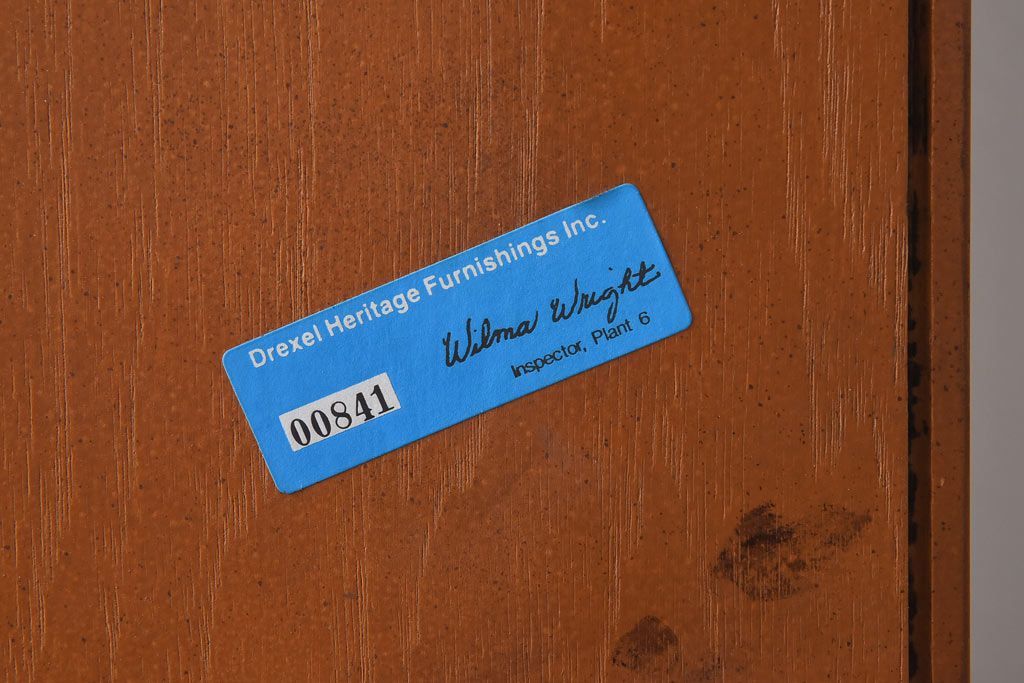 Drexel Heritage Furnishings Inc.
Wilma Wright
Inspector, Plant 6
00841